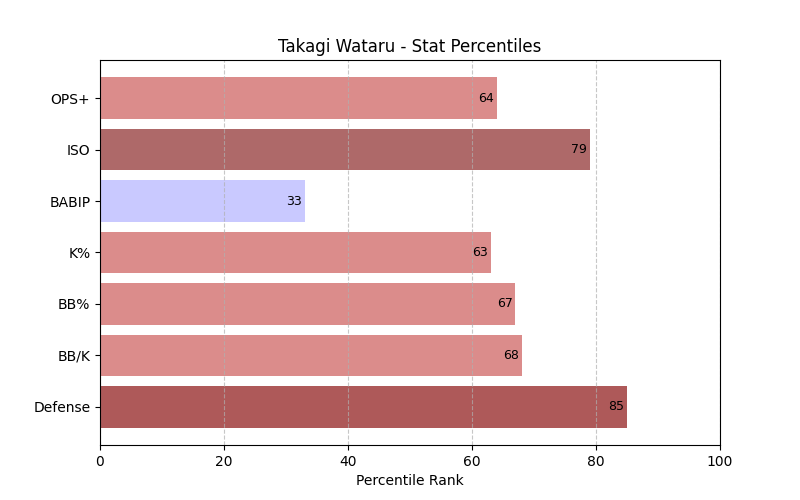 Takagi Wataru - Stat Percentiles
OPS+ 64
ISO 79
BABIP 33
K% 63
BB% 67
BB/K 68
Defense 85
0 20 40 60 80 100
Percentile Rank